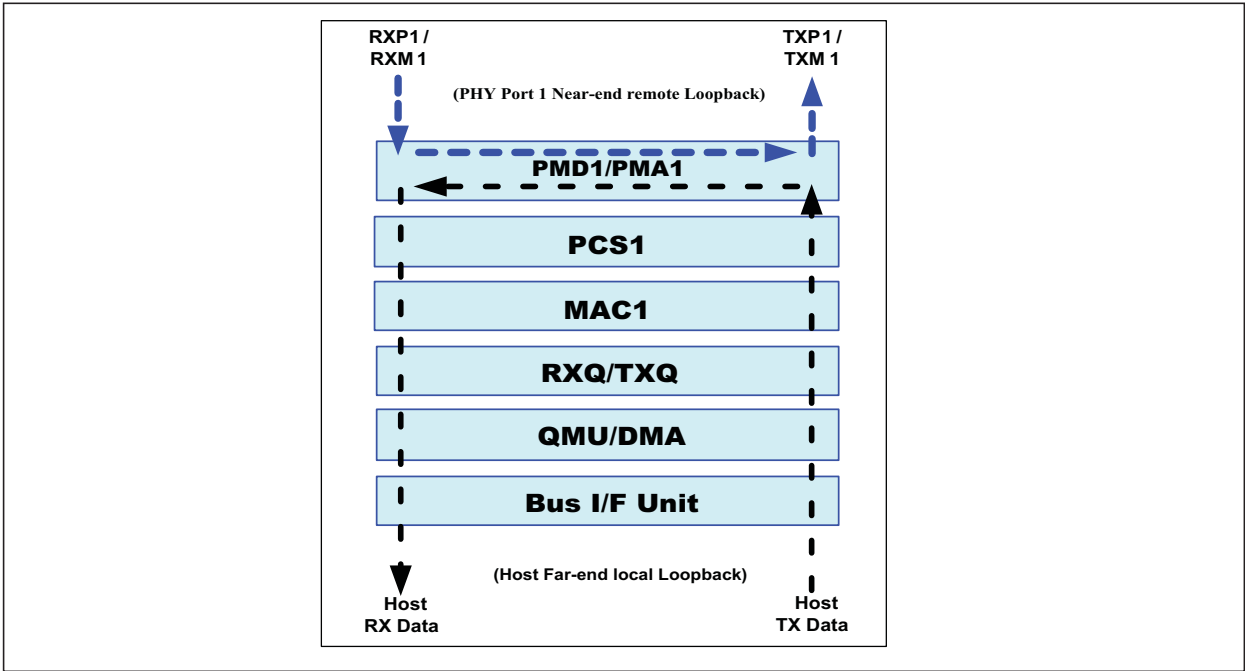 RXP1 /
RXM 1
TXP1 /
TXM 1
(PHY Port 1 Near-end remote Loopback)
PMD1/PMA1
PCS1
MAC1
RXQ/TXQ
QMU/DMA
Bus I/F Unit
(Host Far-end local Loopback)
Host
RX Data
Host
TX Data